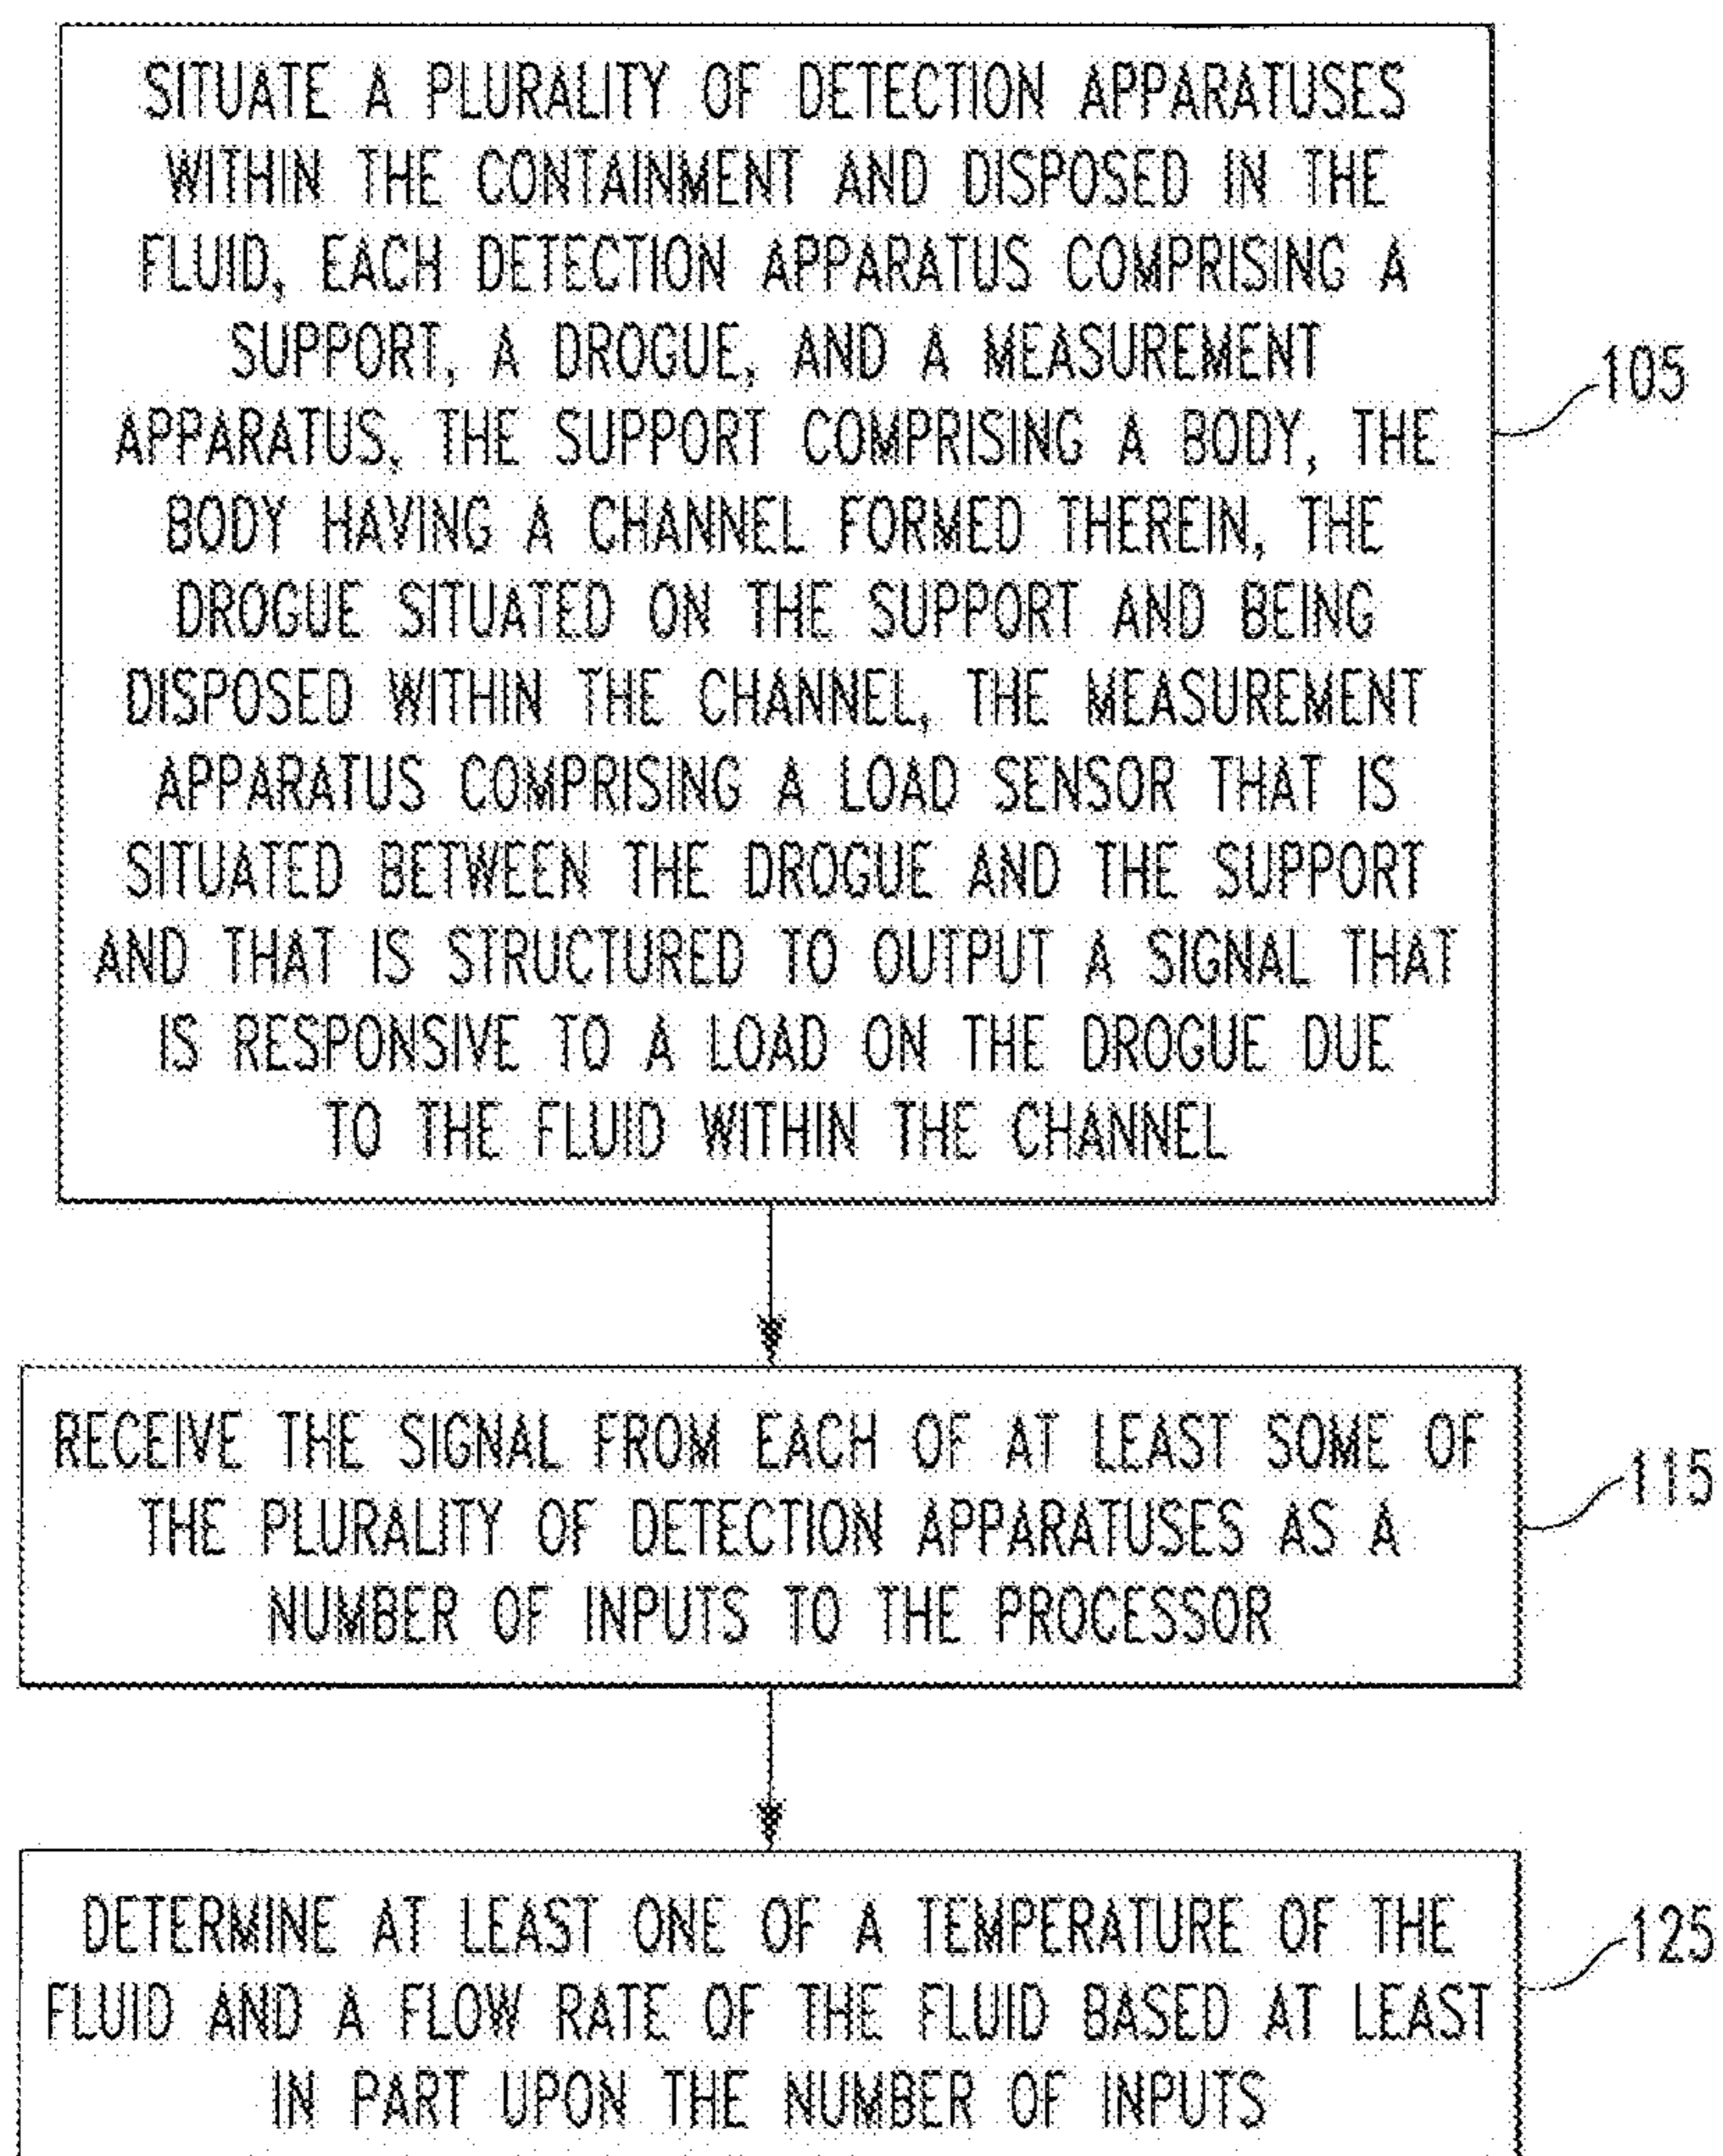 SITUATE A PLURALITY OF DETECTION APPARATUSES
WITHIN THE CONTAINMENT AND DISPOSED IN THE
FLUID, EACH DETECTION APPARATUS COMPRISING A
SUPPORT, A DROGUE, AND A MEASUREMENT
APPARATUS, THE SUPPORT COMPRISING A BODY, THE
BODY HAVING A CHANNEL FORMED THEREIN, THE
DROGUE SITUATED ON THE SUPPORT AND BEING
DISPOSED WITHIN THE CHANNEL, THE MEASUREMENT
APPARATUS COMPRISING A LOAD SENSOR THAT IS
SITUATED BETWEEN THE DROGUE AND THE SUPPORT
AND THAT IS STRUCTURED TO OUTPUT A SIGNAL THAT
IS RESPONSIVE TO A LOAD ON THE DROGUE DUE
TO THE FLUID WITHIN THE CHANNEL
105
RECEIVE THE SIGNAL FROM EACH OF AT LEAST SOME OF
THE PLURALITY OF DETECTION APPARATUSES AS A
NUMBER OF INPUTS TO THE PROCESSOR
115
DETERMINE AT LEAST ONE OF A TEMPERATURE OF THE
FLUID AND A FLOW RATE OF THE FLUID BASED AT LEAST
IN PART UPON THE NUMBER OF INPUTS
125